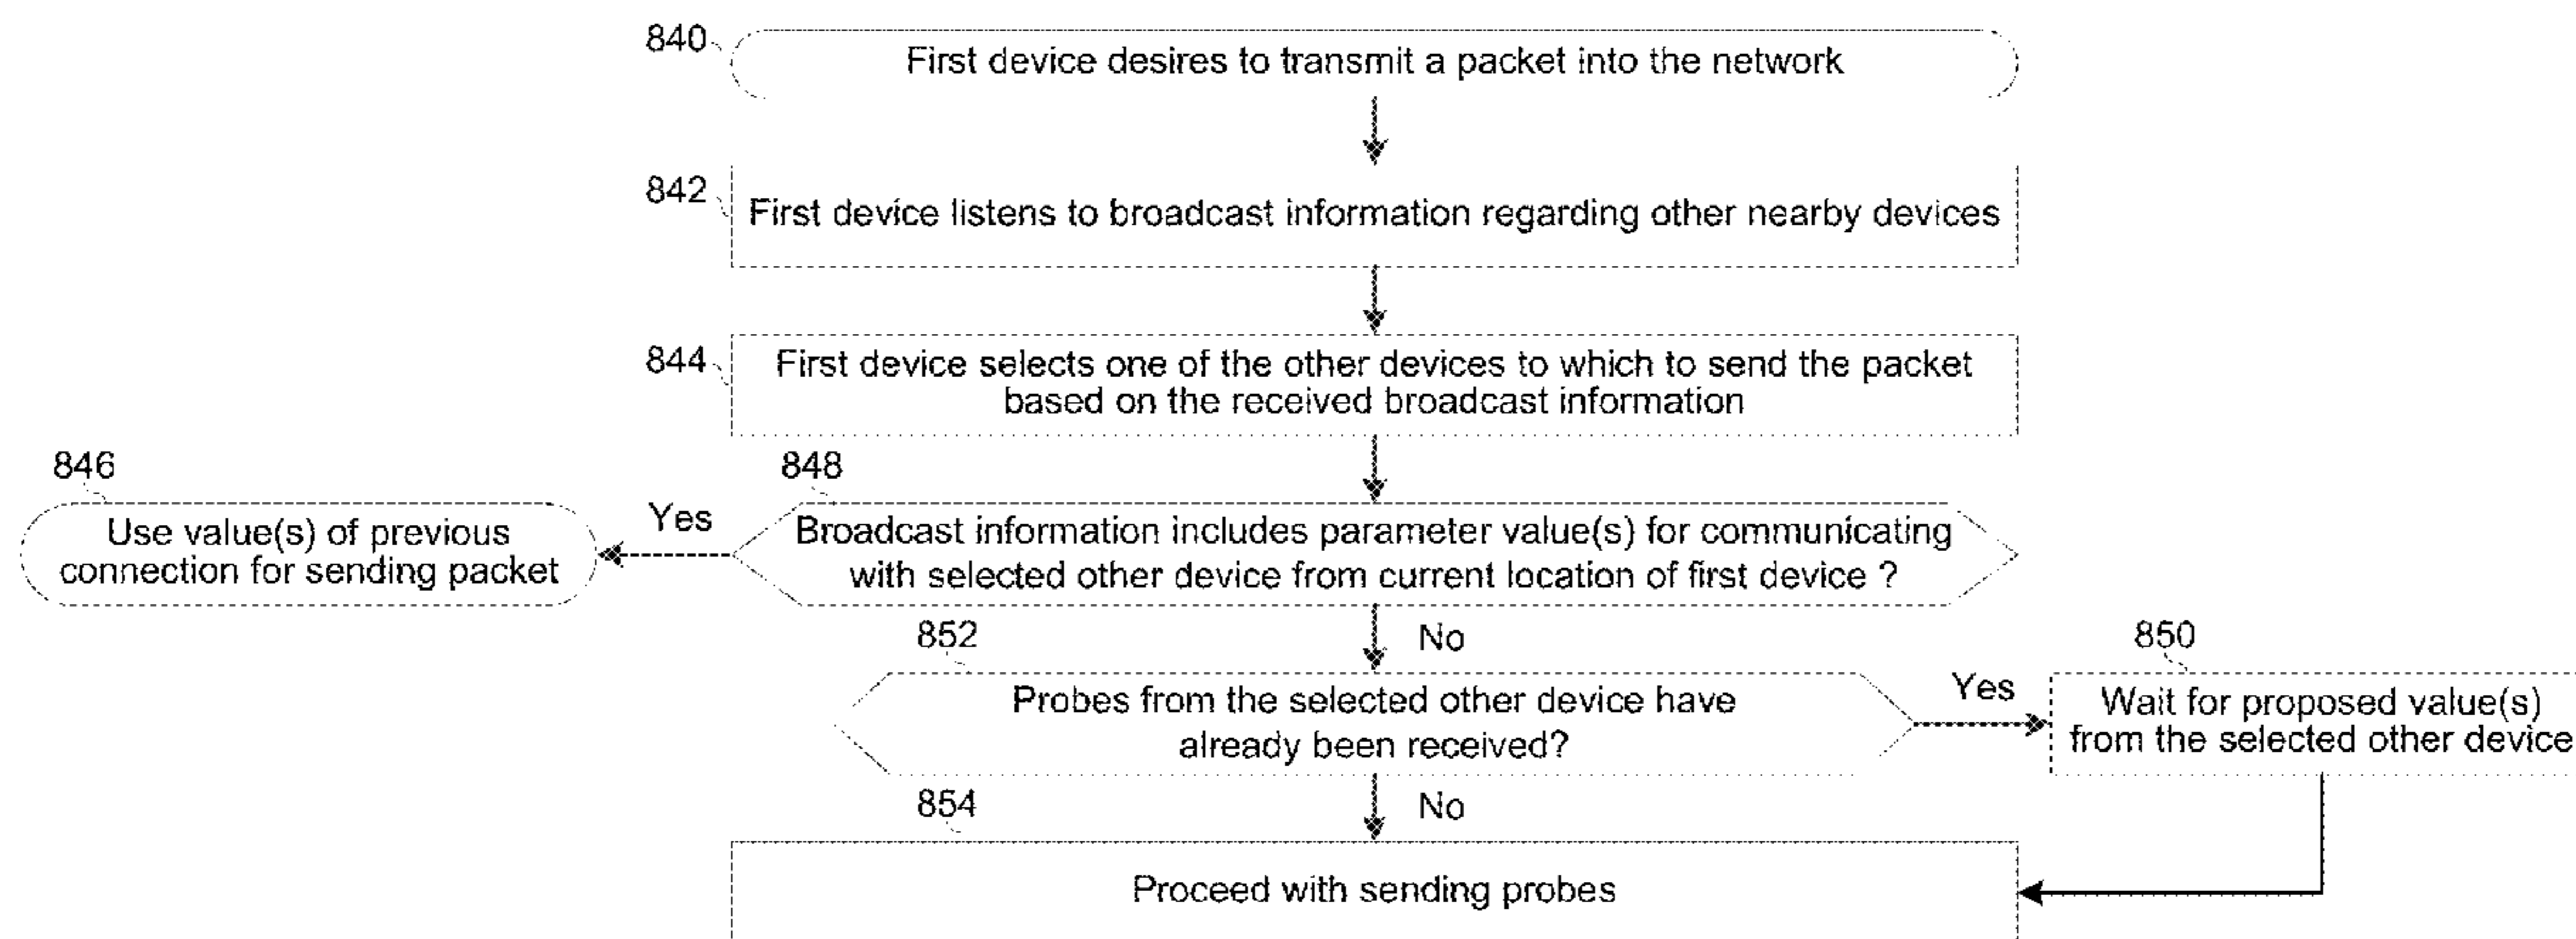 840
First device desires to transmit a packet into the network
842
First device listens to broadcast information regarding other nearby devices
844
First device selects one of the other devices to which to send the packet
based on the received broadcast information
846
Use value(s) of previous
connection for sending packet
Yes
848
Broadcast information includes parameter value(s) for communicating
with selected other device from current location of first device ?
No
852
Probes from the selected other device have
already been received?
Yes
850
Wait for proposed value(s)
from the selected other device
No
854
Proceed with sending probes